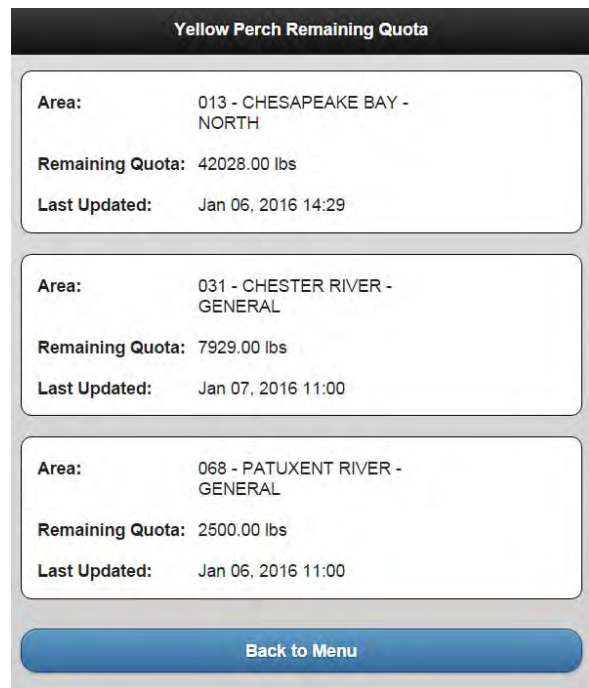 Yellow Perch Remaining Quota
Area: 013 - CHESAPEAKE BAY -
NORTH
Remaining Quota: 42028.00 lbs
Last Updated: Jan 06, 2016 14:29
Area: 031 - CHESTER RIVER -
GENERAL
Remaining Quota: 7929.00 lbs
Last Updated: Jan 07, 2016 11:00
Area: 068 - PATUXENT RIVER -
GENERAL
Remaining Quota: 2500.00 lbs
Last Updated: Jan 06, 2016 11:00
Back to Menu